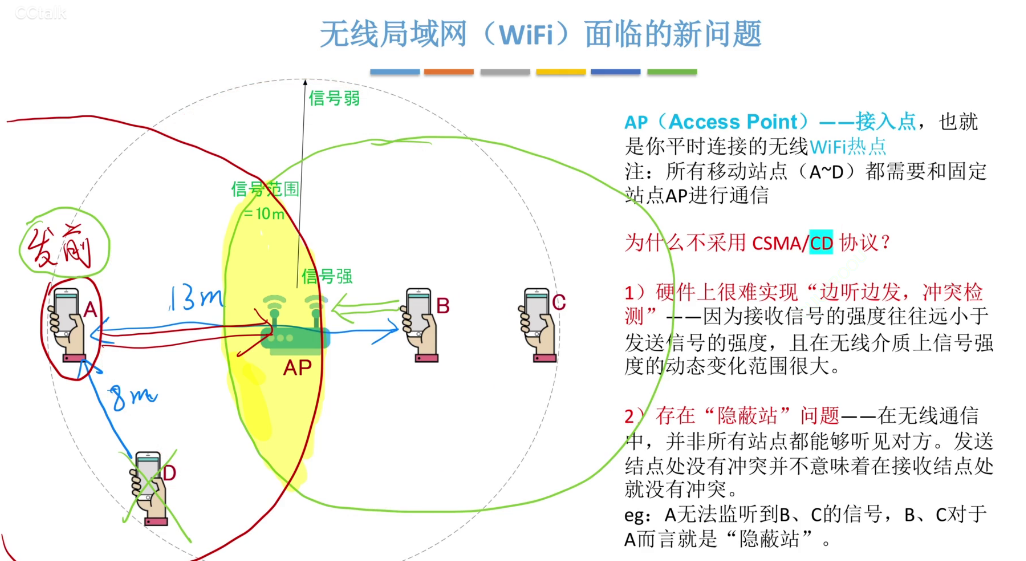 CCtalk
无线局域网（WiFi）面临的新问题
信号弱
信号范围
=10m
信号强
发前
A
13m
B
C
AP
8m
D
AP（Access Point）——接入点，也就
是你平时连接的无线WiFi热点
注：所有移动站点（A~D）都需要和固定
站点AP进行通信
为什么不采用 CSMA/CD 协议？
1）硬件上很难实现“边听边发，冲突检
测”——因为接收信号的强度往往远小于
发送信号的强度，且在无线介质上信号强
度的动态变化范围很大。
2）存在“隐蔽站”问题——在无线通信
中，并非所有站点都能够听见对方。发送
结点处没有冲突并不意味着在接收结点处
就没有冲突。
eg：A无法监听到B、C的信号，B、C对于
A而言就是“隐蔽站”。